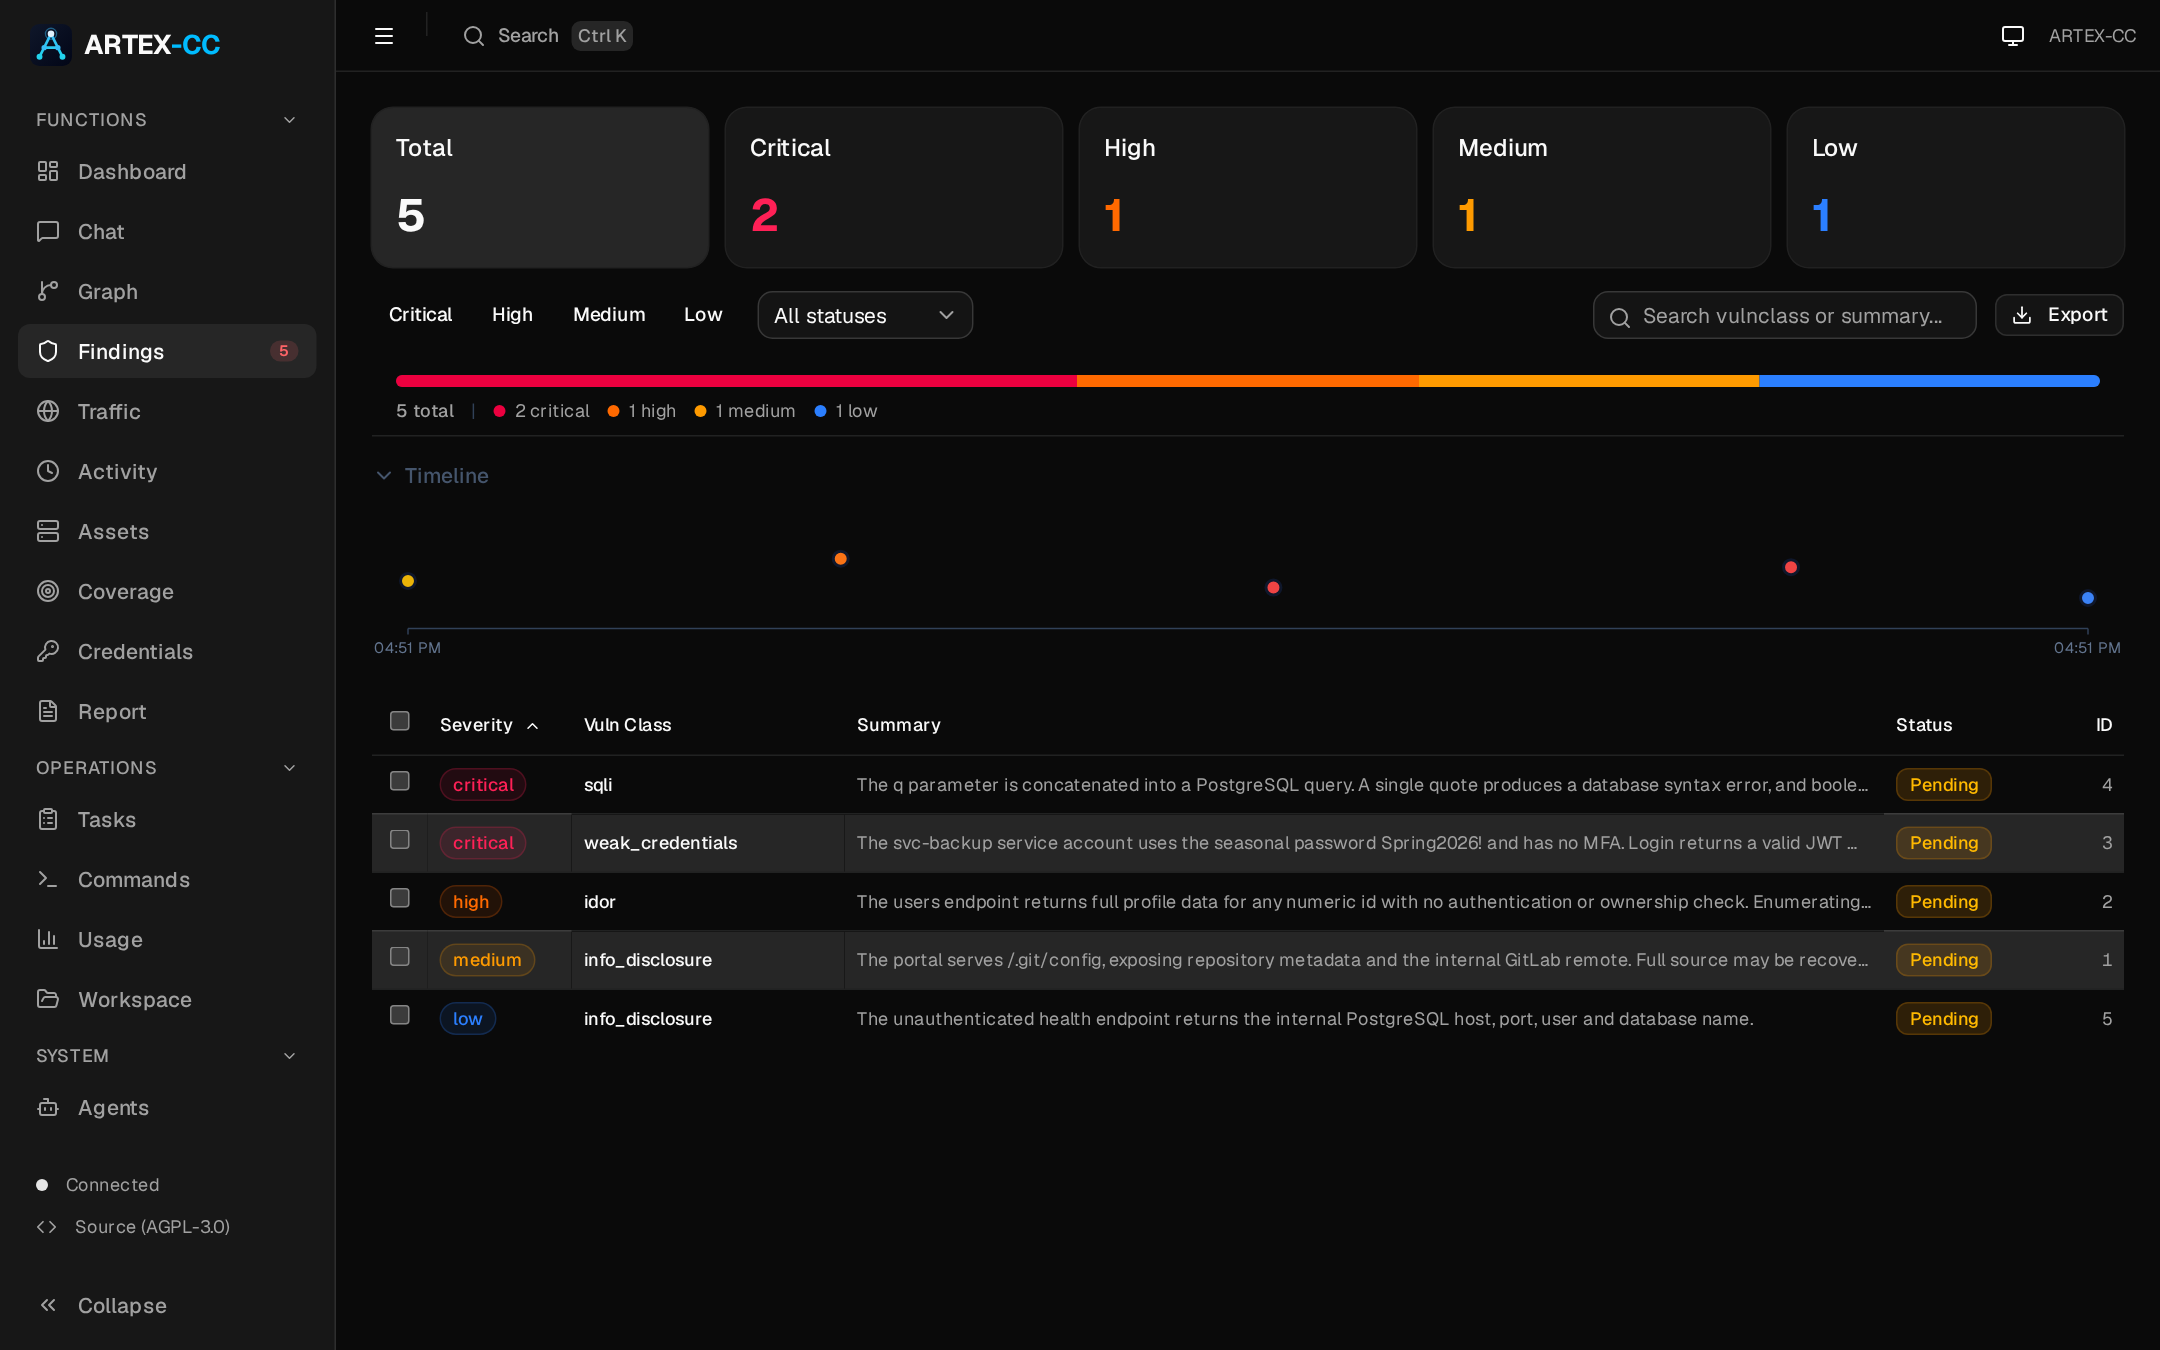 ARTEX-CC
FUNCTIONS
Dashboard
Chat
Graph
Findings 5
Traffic
Activity
Assets
Coverage
Credentials
Report
OPERATIONS
Tasks
Commands
Usage
Workspace
SYSTEM
Agents
Connected
Source (AGPL-3.0)
Collapse
Search Ctrl K
ARTEX-CC
Total
5
Critical
2
High
1
Medium
1
Low
1
Critical High Medium Low All statuses Search vulnclass or summary... Export
5 total | 2 critical 1 high 1 medium 1 low
Timeline
04:51 PM 04:51 PM
Severity Vuln Class Summary Status ID
critical sqli The q parameter is concatenated into a PostgreSQL query. A single quote produces a database syntax error, and boole... Pending 4
critical weak_credentials The svc-backup service account uses the seasonal password Spring2026! and has no MFA. Login returns a valid JWT ... Pending 3
high idor The users endpoint returns full profile data for any numeric id with no authentication or ownership check. Enumerating... Pending 2
medium info_disclosure The portal serves /.git/config, exposing repository metadata and the internal GitLab remote. Full source may be recove... Pending 1
low info_disclosure The unauthenticated health endpoint returns the internal PostgreSQL host, port, user and database name. Pending 5